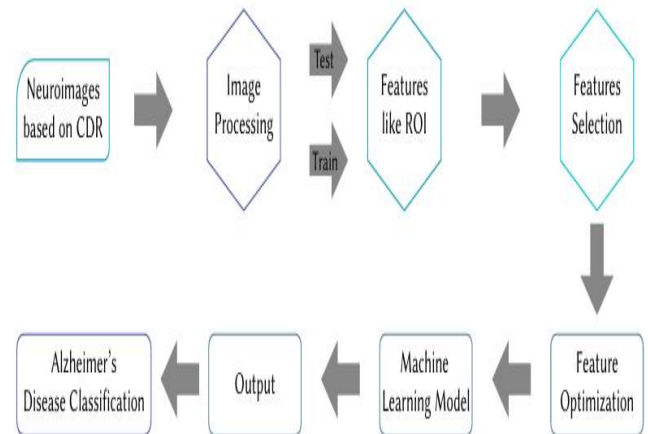 Neuroimages
based on CDR
Image
Processing
Test
Train
Features
like ROI
Features
Selection
Feature
Optimization
Machine
Learning Model
Output
Alzheimer's
Disease Classification